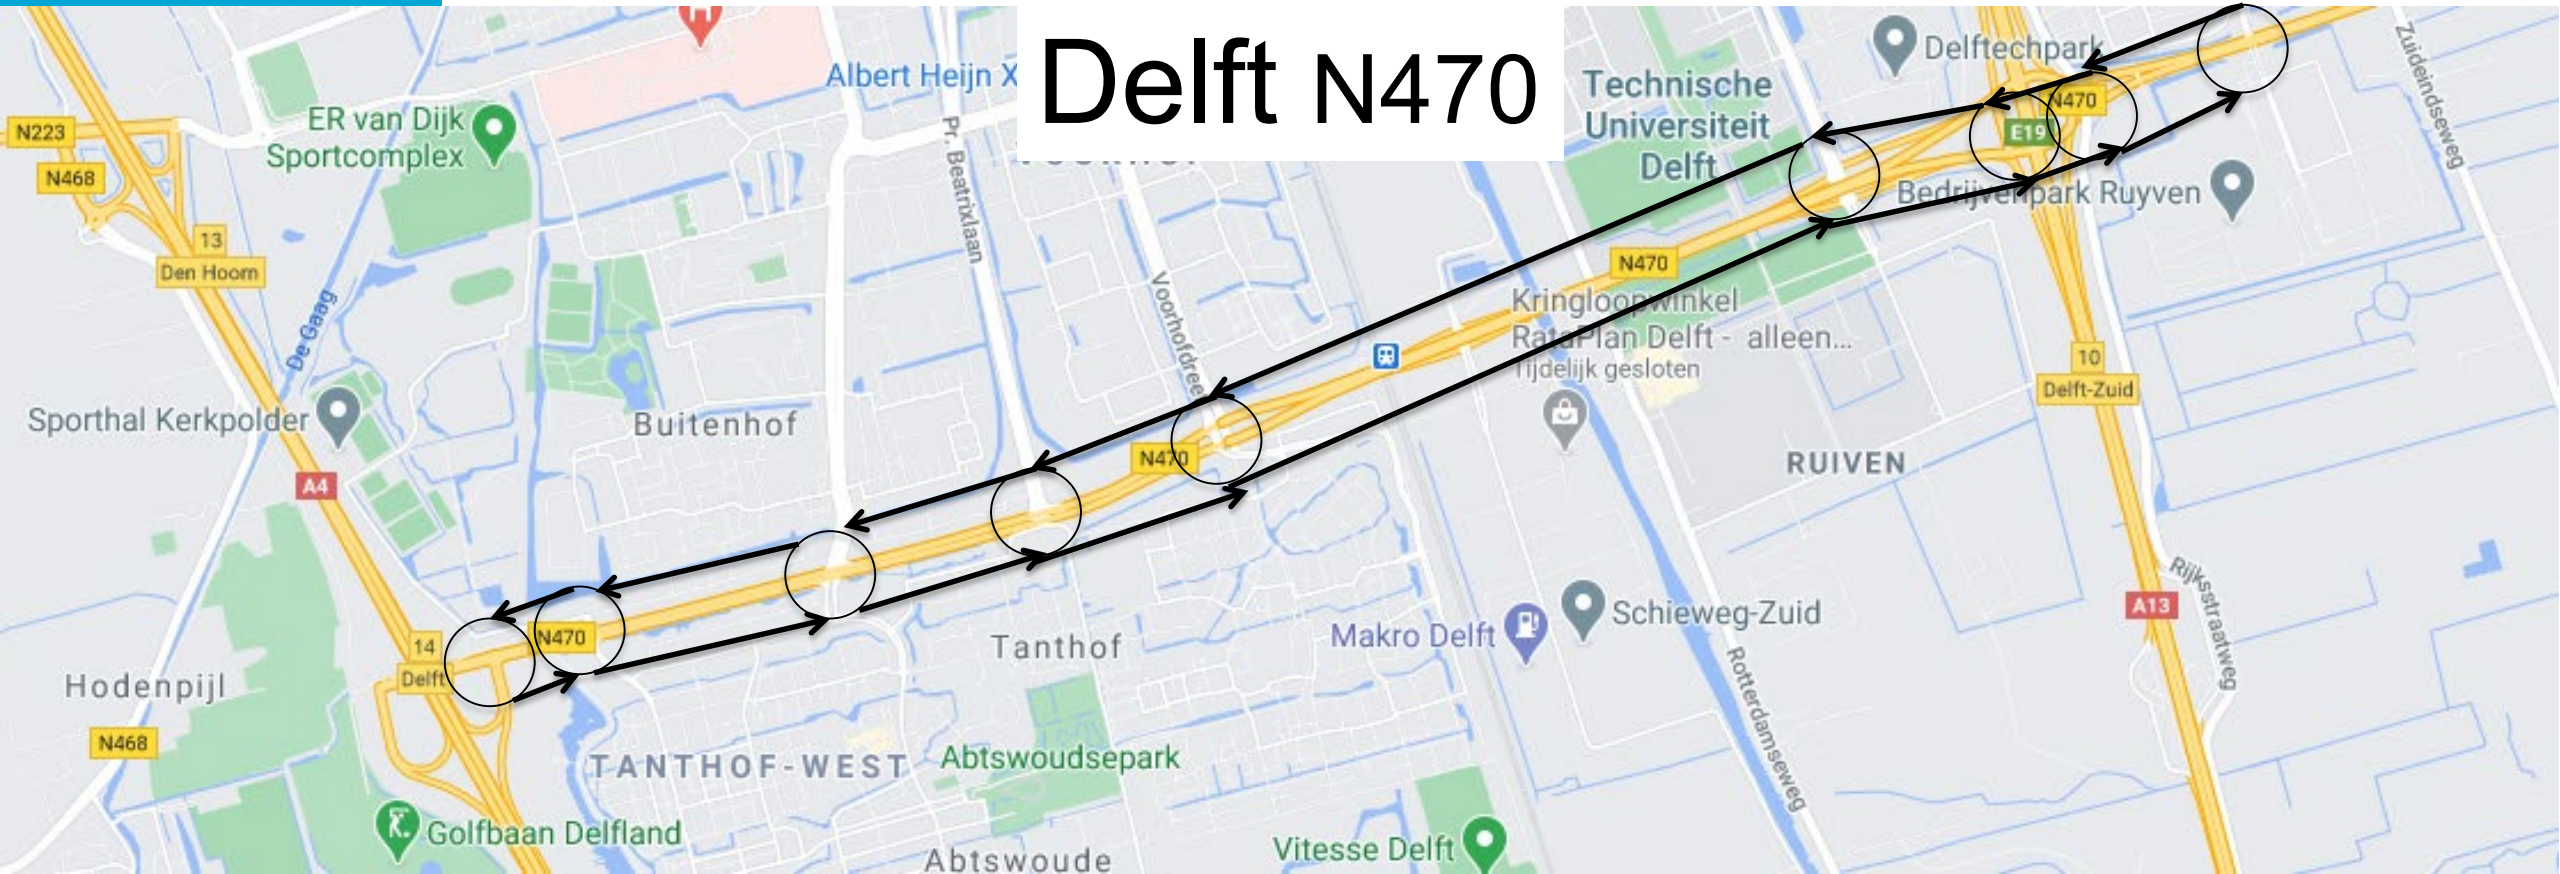 Delft N470
Albert Heijn X
Delftechpark
Technische
Universiteit
Delft
N470
E19
Zuideindseweg
N223
N468
ER van Dijk
Sportcomplex
Pr. Beatrixlaan
Bedrijvenpark Ruyven
13
Den Hoorn
De Gaag
Voorhofdreef
N470
Kringloopwinkel
RataPlan Delft - alleen...
Tijdelijk gesloten
10
Delft-Zuid
Sporthal Kerkpolder
Buitenhof
N470
RUIVEN
A4
14
Delft
N470
Tanthof
Makro Delft
Schieweg-Zuid
A13
Rijksstraatweg
Rotterdamseweg
Hodenpijl
N468
TANTHOF-WEST
Abtswoudsepark
Golfbaan Delfland
Abtswoude
Vitesse Delft